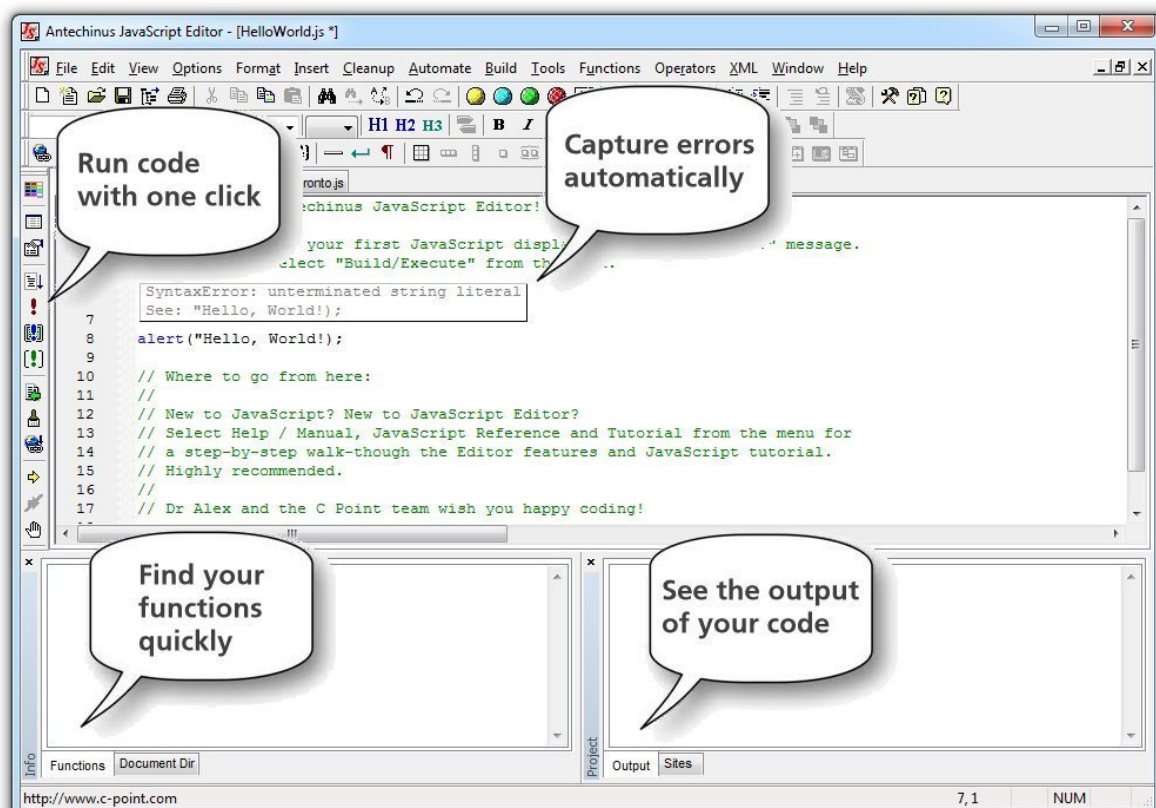 Antechinus JavaScript Editor - [HelloWorld.js *]
File Edit View Options Format Insert Cleanup Automate Build Tools Functions Operators XML Window Help
H1 H2 H3 B I
Run code
with one click
Capture errors
automatically
ronto.js
echinus JavaScript Editor!
your first JavaScript displ message.
elect "Build/Execute" from th
SyntaxError: unterminated string literal
See: "Hello, World!);
7
8 alert("Hello, World!);
9
10 // Where to go from here:
11 //
12 // New to JavaScript? New to JavaScript Editor?
13 // Select Help / Manual, JavaScript Reference and Tutorial from the menu for
14 // a step-by-step walk-though the Editor features and JavaScript tutorial.
15 // Highly recommended.
16 //
17 // Dr Alex and the C Point team wish you happy coding!
Find your
functions
quickly
See the output
of your code
Info
Functions Document Dir
Project
Output Sites
http://www.c-point.com 7, 1 NUM